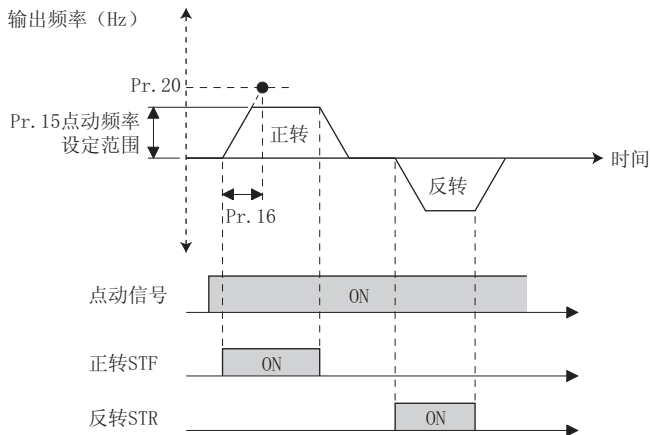 输出频率（Hz）
Pr.20
Pr.15点动频率
设定范围
正转
时间
反转
Pr.16
点动信号
ON
正转STF
ON
反转STR
ON